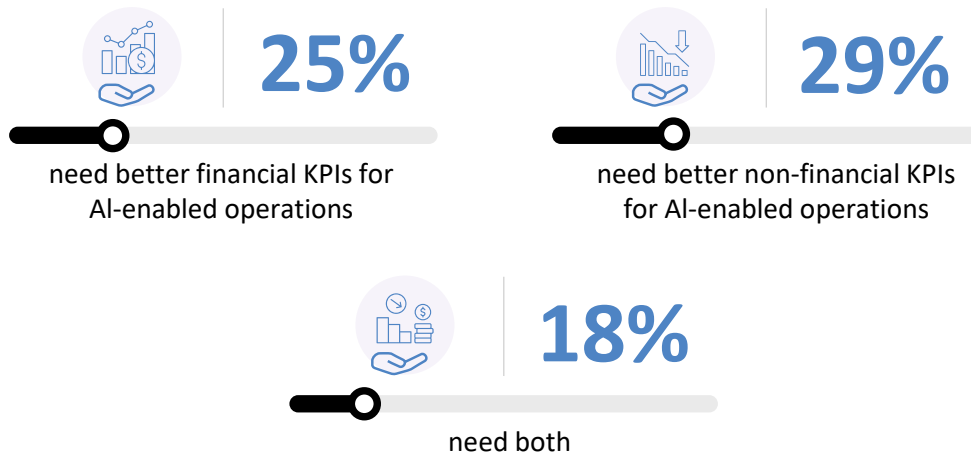 25%
need better financial KPIs for
AI-enabled operations
29%
need better non-financial KPIs
for AI-enabled operations
$
$
18%
need both